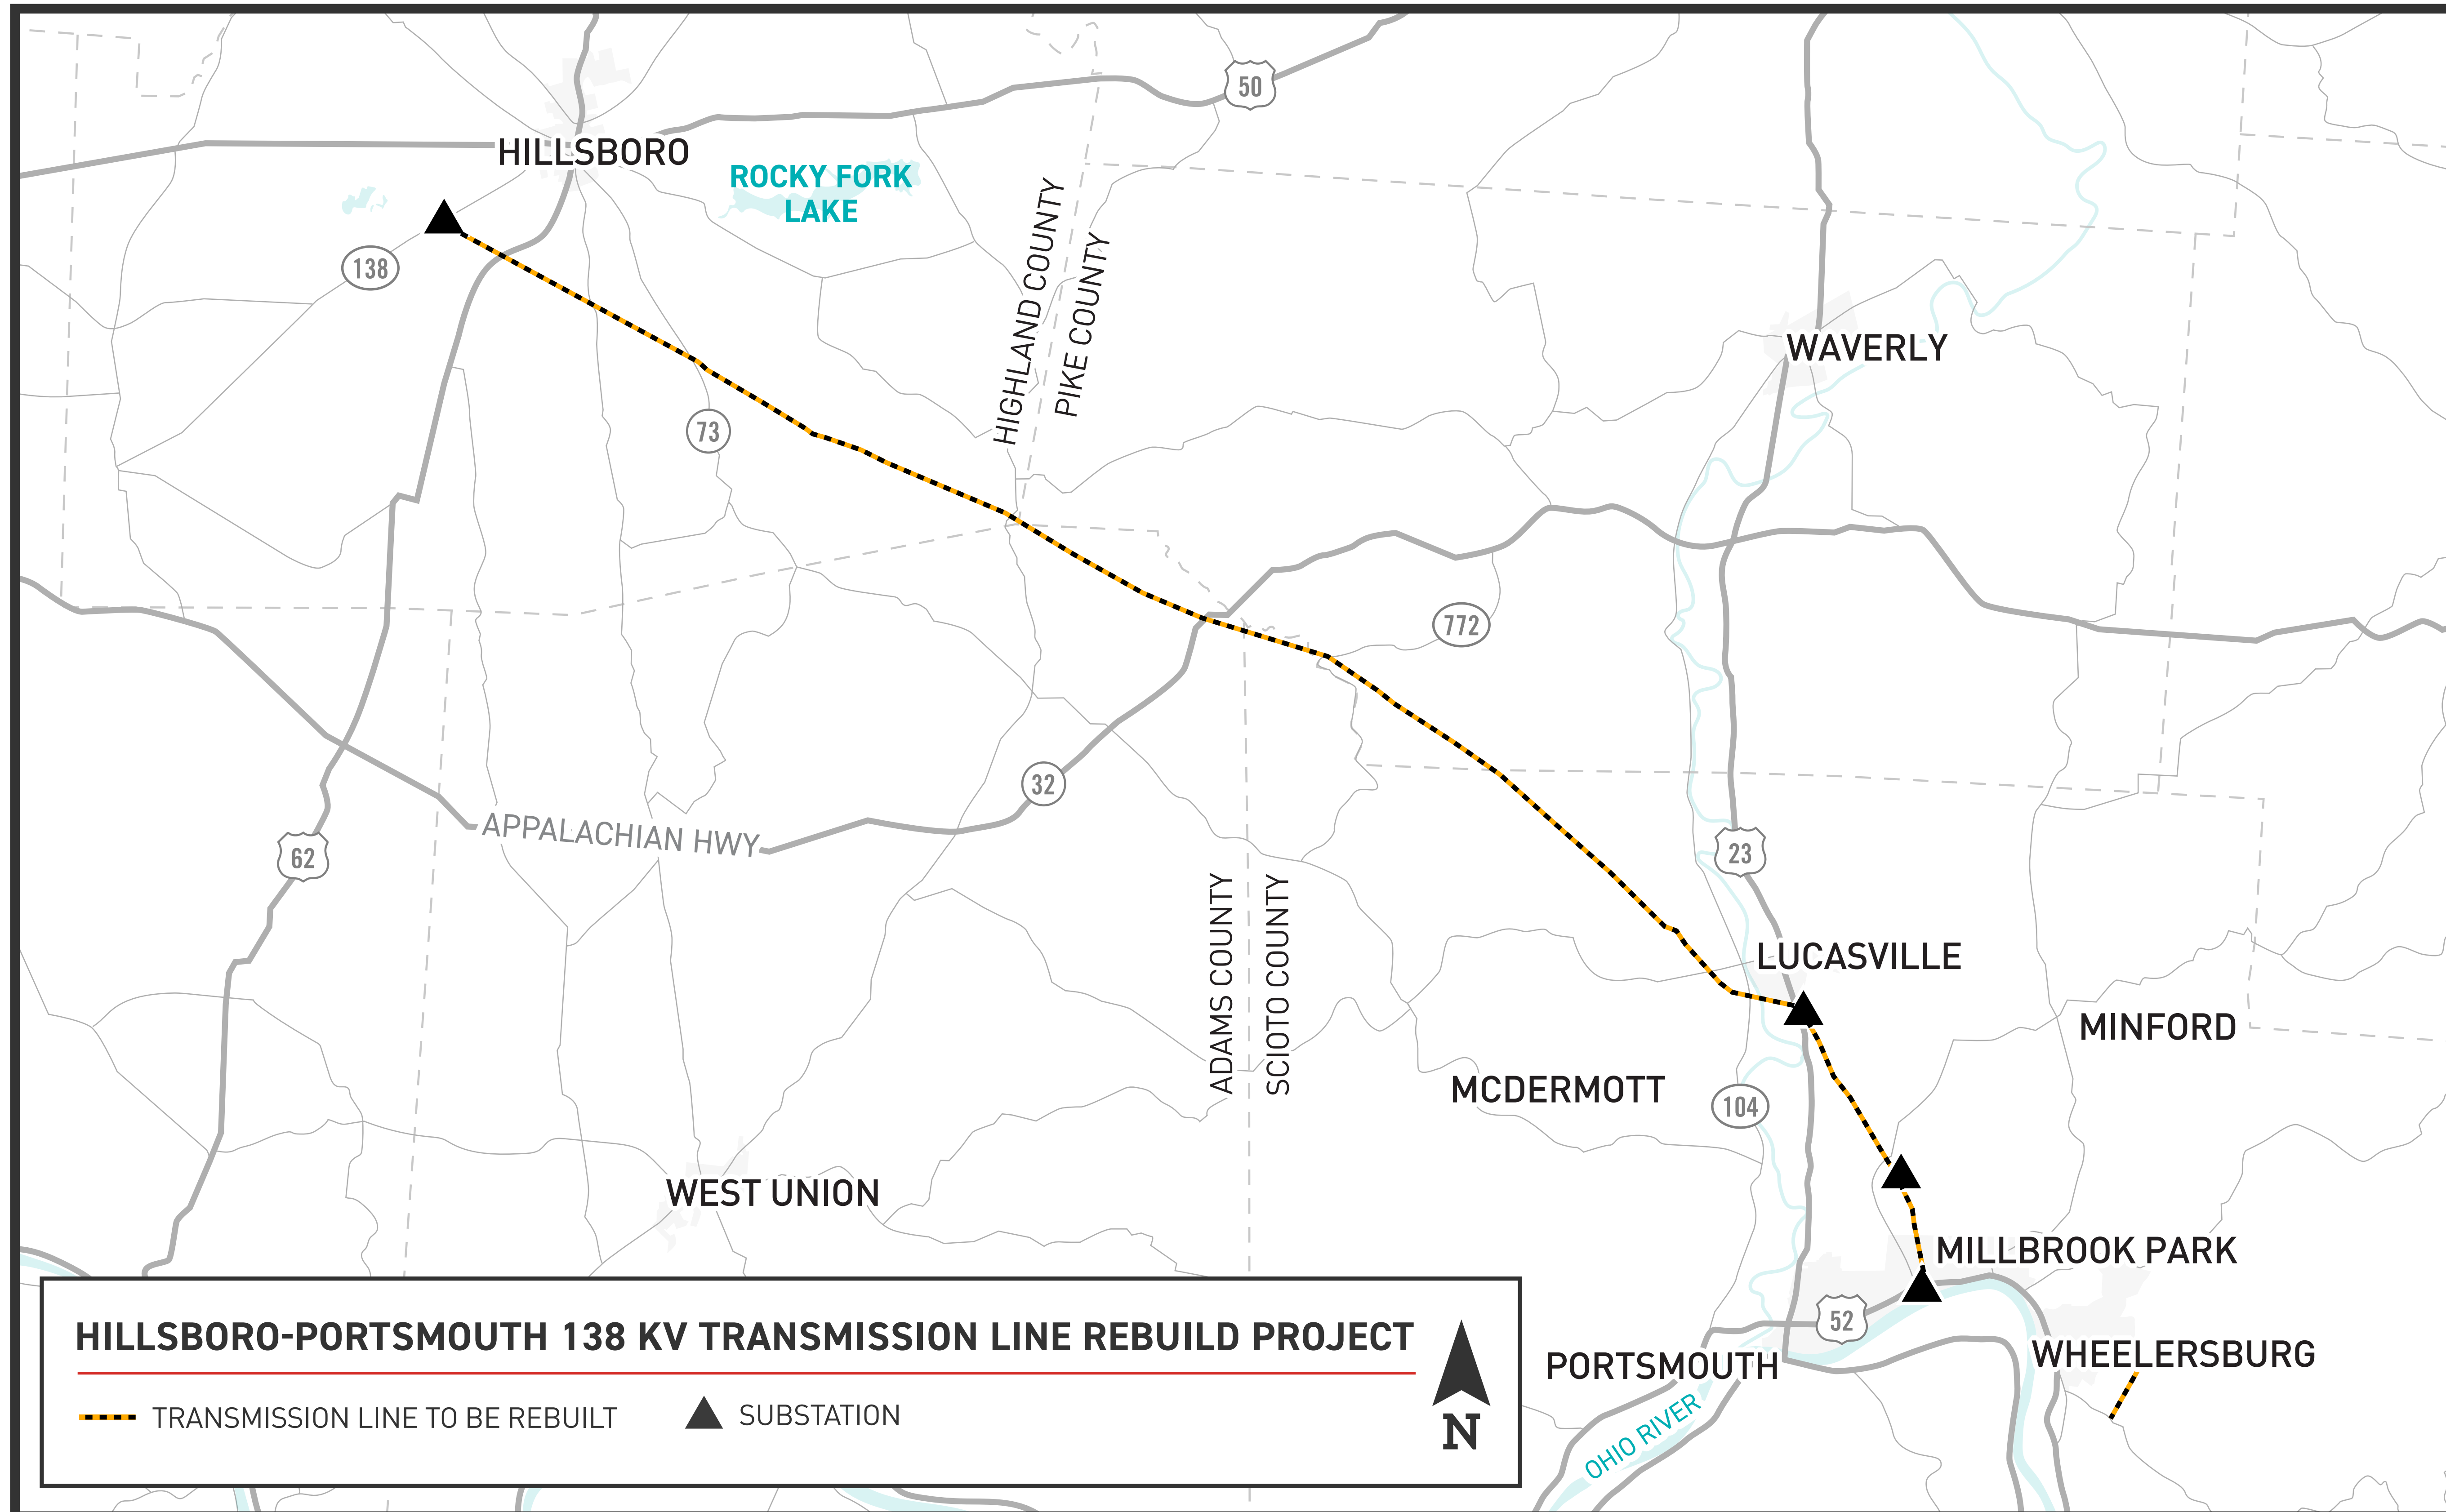 50
HILLSBORO
ROCKY FORK
LAKE
138
HIGHLAND COUNTY
PIKE COUNTY
WAVERLY
73
772
32
APPALACHIAN HWY
62
23
ADAMS COUNTY
SCIOTO COUNTY
LUCASVILLE
MINFORD
MCDERMOTT
104
WEST UNION
MILLBROOK PARK
52
PORTSMOUTH
WHEELERSBURG
OHIO RIVER
HILLSBORO-PORTSMOUTH 138 KV TRANSMISSION LINE REBUILD PROJECT
TRANSMISSION LINE TO BE REBUILT
SUBSTATION
N